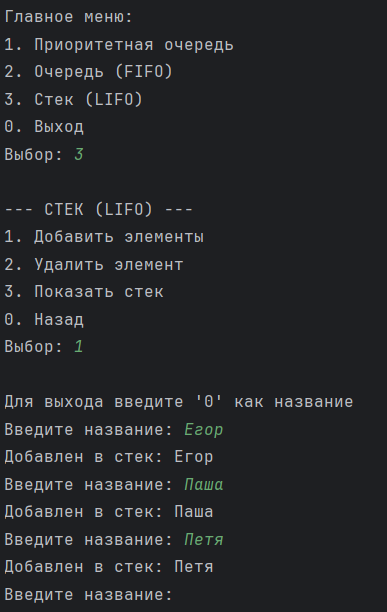 Главное меню:
1. Приоритетная очередь
2. Очередь (FIFO)
3. Стек (LIFO)
0. Выход
Выбор: 3
--- СТЕК (LIFO) ---
1. Добавить элементы
2. Удалить элемент
3. Показать стек
0. Назад
Выбор: 1
Для выхода введите '0' как название
Введите название: Егор
Добавлен в стек: Егор
Введите название: Паша
Добавлен в стек: Паша
Введите название: Петя
Добавлен в стек: Петя
Введите название: